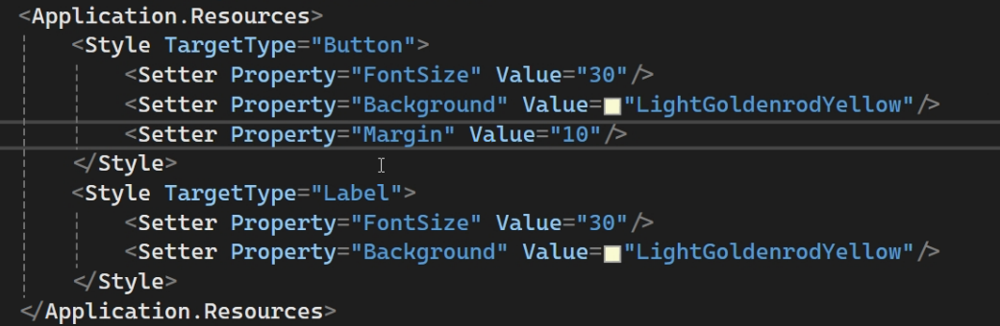 <Application.Resources>
<Style TargetType="Button">
<Setter Property="FontSize" Value="30"/>
<Setter Property="Background" Value="LightGoldenrodYellow"/>
<Setter Property="Margin" Value="10"/>
</Style>
<Style TargetType="Label">
<Setter Property="FontSize" Value="30"/>
<Setter Property="Background" Value="LightGoldenrodYellow"/>
</Style>
</Application.Resources>